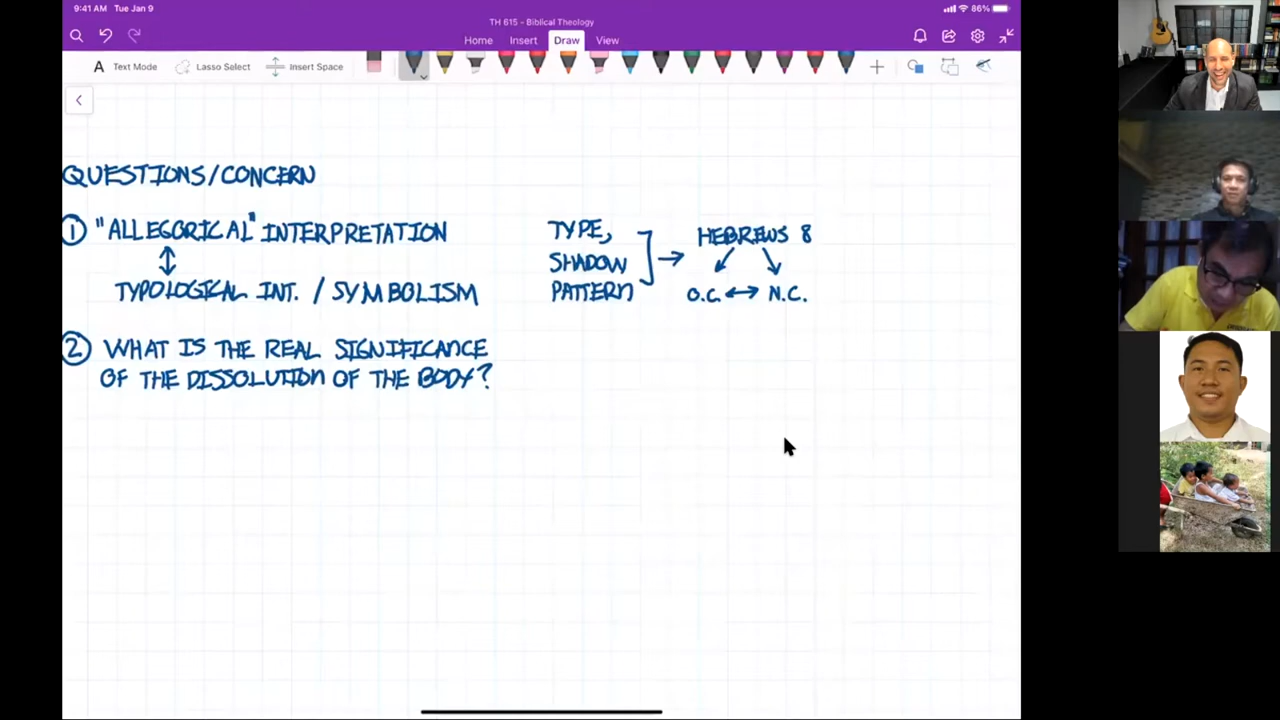 9:41 AM Tue Jan 9
86%
TH 615 - Biblical Theology
Home Insert Draw View
Text Mode Lasso Select Insert Space
QUESTIONS/CONCERN
① "ALLEGORICAL" INTERPRETATION
TYPOLOGICAL INT. / SYMBOLISM
TYPE,
SHADOW
PATTERN
HEBREWS 8
O.C. N.C.
② WHAT IS THE REAL SIGNIFICANCE
OF THE DISSOLUTION OF THE BODY?